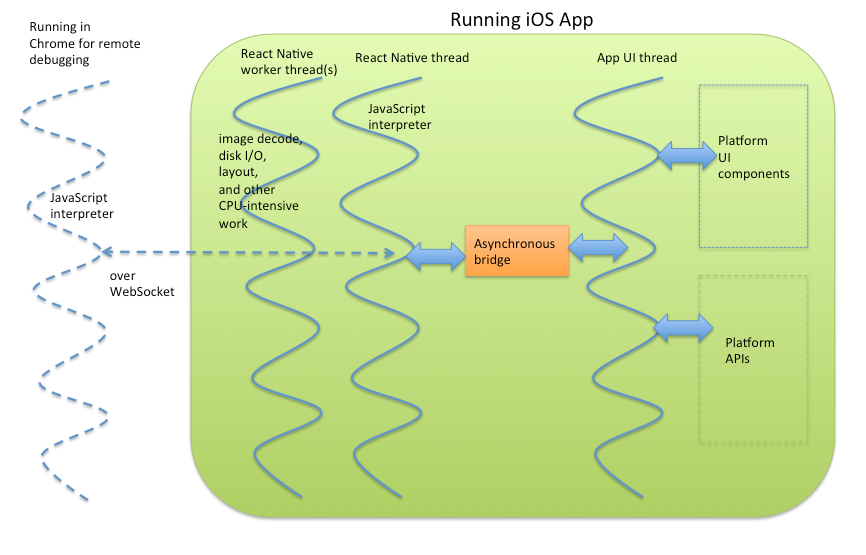 Running iOS App
Running in
Chrome for remote
debugging
React Native
worker thread(s)
React Native thread
App UI thread
JavaScript
interpreter
image decode,
disk I/O,
layout,
and other
CPU-intensive
work
Platform
UI
components
JavaScript
interpreter
Asynchronous
bridge
over
WebSocket
Platform
APIs